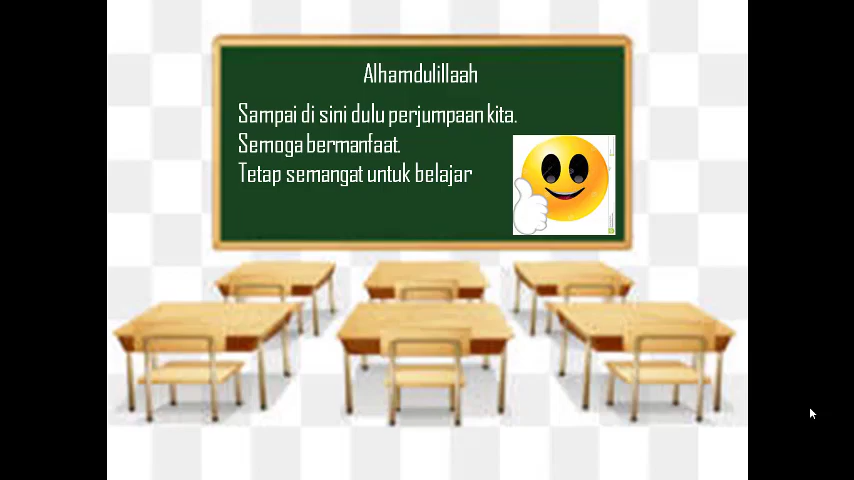 Alhamdulillaah
Sampai di sini dulu perjumpaan kita.
Semoga bermanfaat.
Tetap semangat untuk belajar